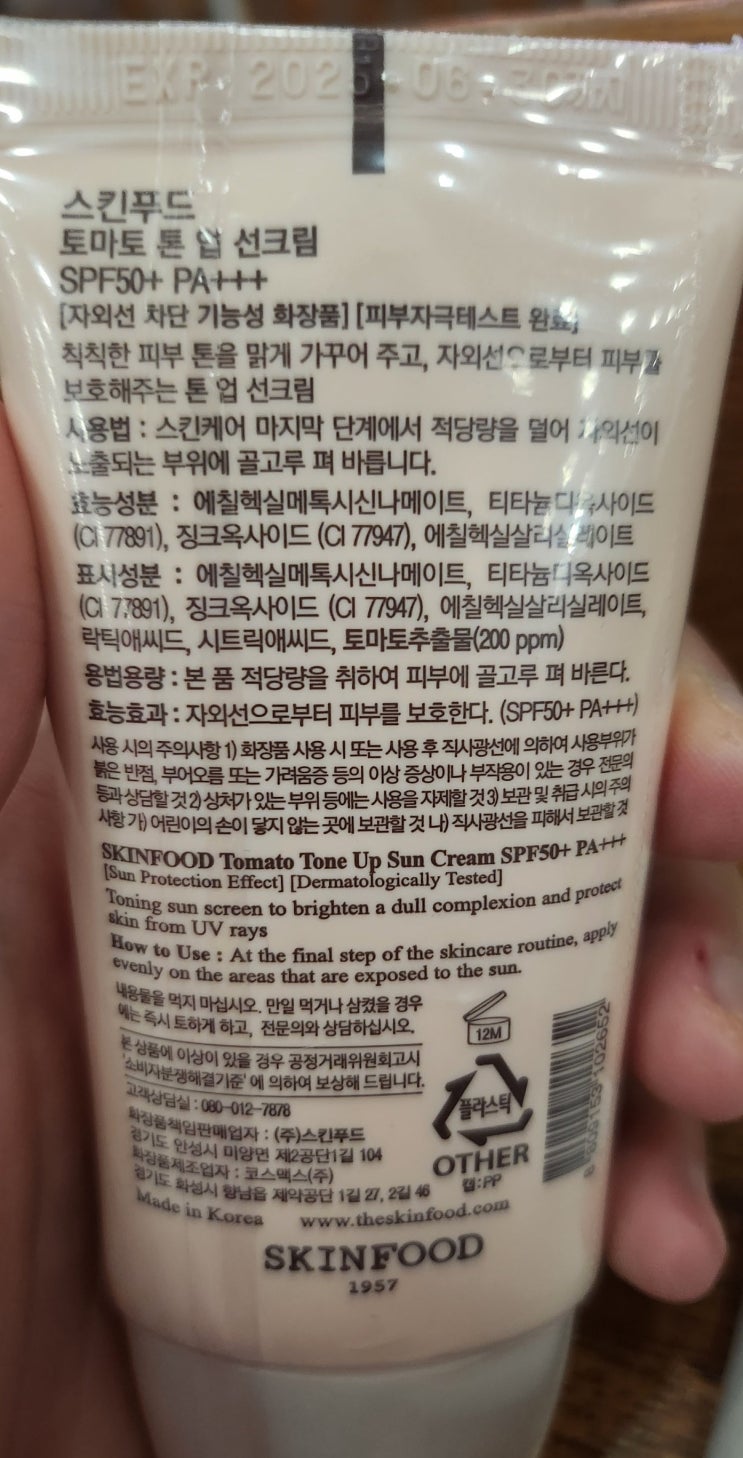 EXP 2025-06-30까지
스킨푸드
토마토 톤 업 선크림
SPF50+ PA+++
[자외선 차단 기능성 화장품] [피부자극테스트 완료]
칙칙한 피부 톤을 맑게 가꾸어 주고, 자외선으로부터 피부를
보호해주는 톤 업 선크림
사용법 : 스킨케어 마지막 단계에서 적당량을 덜어 자외선이
노출되는 부위에 골고루 펴 바릅니다.
효능성분 : 에칠헥실메톡시신나메이트, 티타늄디옥사이드
(CI 77891), 징크옥사이드 (CI 77947), 에칠헥실살리실레이트
표시성분 : 에칠헥실메톡시신나메이트, 티타늄디옥사이드
(CI 77891), 징크옥사이드 (CI 77947), 에칠헥실살리실레이트,
락틱애씨드, 시트릭애씨드, 토마토추출물(200 ppm)
용법용량 : 본 품 적당량을 취하여 피부에 골고루 펴 바른다.
효능효과 : 자외선으로부터 피부를 보호한다. (SPF50+ PA+++)
사용 시의 주의사항 1) 화장품 사용 시 또는 사용 후 직사광선에 의하여 사용부위가
붉은 반점, 부어오름 또는 가려움증 등의 이상 증상이나 부작용이 있는 경우 전문의
등과 상담할 것 2) 상처가 있는 부위 등에는 사용을 자제할 것 3) 보관 및 취급 시의 주의
사항 가) 어린이의 손이 닿지 않는 곳에 보관할 것 나) 직사광선을 피해서 보관할 것
SKINFOOD Tomato Tone Up Sun Cream SPF50+ PA+++
[Sun Protection Effect] [Dermatologically Tested]
Toning sun screen to brighten a dull complexion and protect
skin from UV rays
How to Use : At the final step of the skincare routine, apply
evenly on the areas that are exposed to the sun.
내용물을 먹지 마십시오. 만일 먹거나 삼켰을 경우
에는 즉시 토하게 하고, 전문의와 상담하십시오.
본 상품에 이상이 있을 경우 공정거래위원회고시
'소비자분쟁해결기준' 에 의하여 보상해 드립니다.
고객상담실 : 080-012-7878
화장품책임판매업자 : (주)스킨푸드
경기도 안성시 미양면 제2공단1길 104
화장품제조업자 : 코스맥스(주)
경기도 화성시 향남읍 제약공단 1길 27, 2길 46
Made in Korea www.theskinfood.com
12M
플라스틱
OTHER
캡:PP
8 809153 102652
SKINFOOD
1957